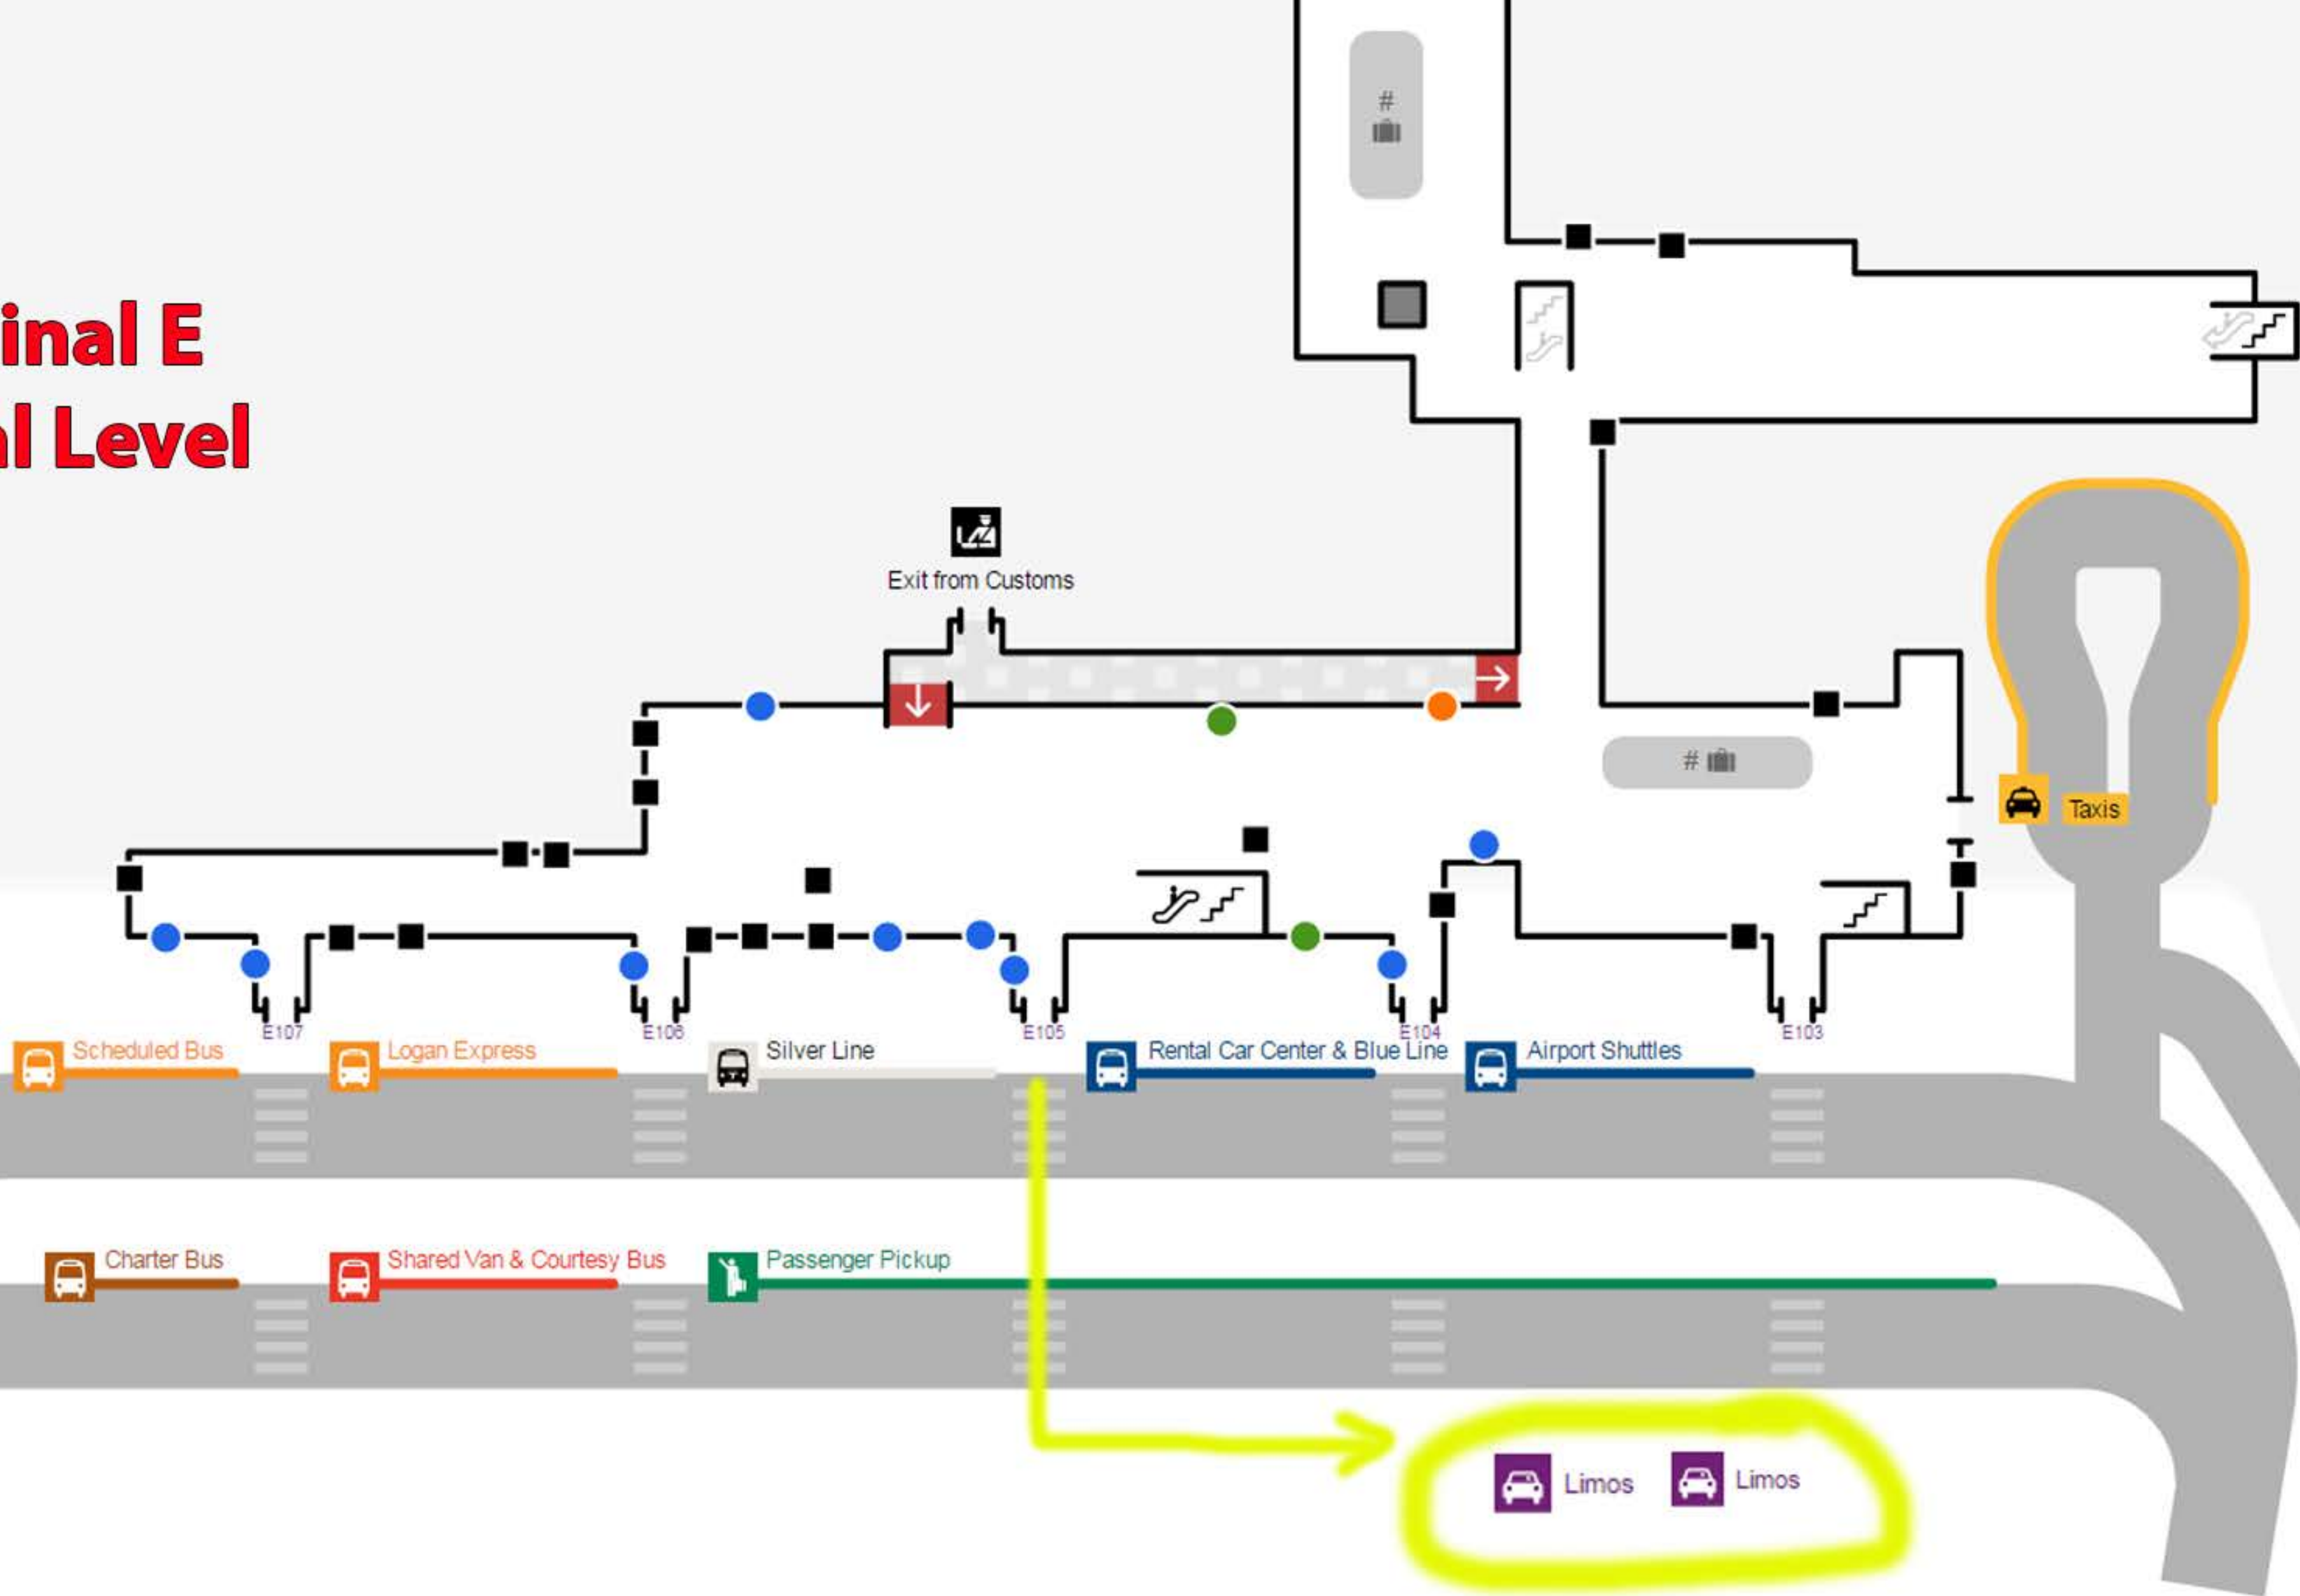 #
inal E
al Level
Exit from Customs
#
Taxis
E107
E106
E105
E104
E103
Scheduled Bus
Logan Express
Silver Line
Rental Car Center & Blue Line
Airport Shuttles
Charter Bus
Shared Van & Courtesy Bus
Passenger Pickup
Limos
Limos